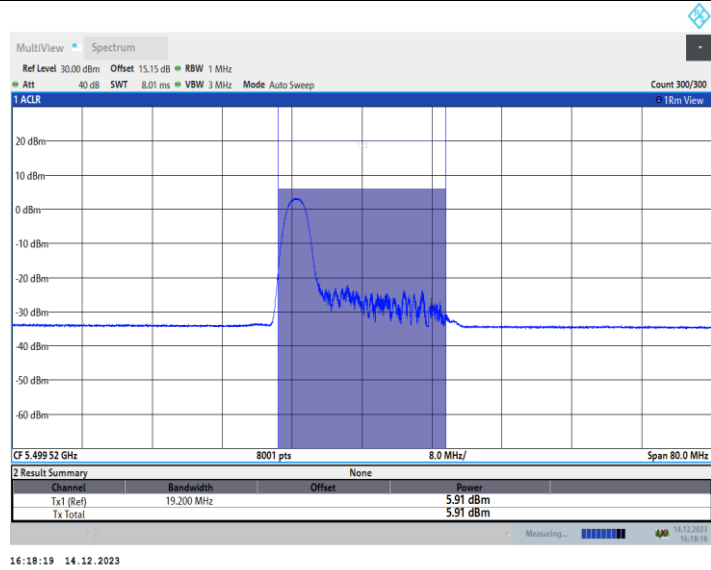 R S
MultiView Spectrum
Ref Level 30.00 dBm Offset 15.15 dB RBW 1 MHz
Att 40 dB SWT 8.01 ms VBW 3 MHz Mode Auto Sweep Count 300/300
1 ACLR 1Rm View
20 dBm
10 dBm
0 dBm
-10 dBm
-20 dBm
-30 dBm
-40 dBm
-50 dBm
-60 dBm
CF 5.499 52 GHz 8001 pts 8.0 MHz/ Span 80.0 MHz
2 Result Summary None
Channel Bandwidth Offset Power
Tx1 (Ref) 19.200 MHz 5.91 dBm
Tx Total 5.91 dBm
Measuring... 14.12.2023
16:18:18
16:18:19 14.12.2023